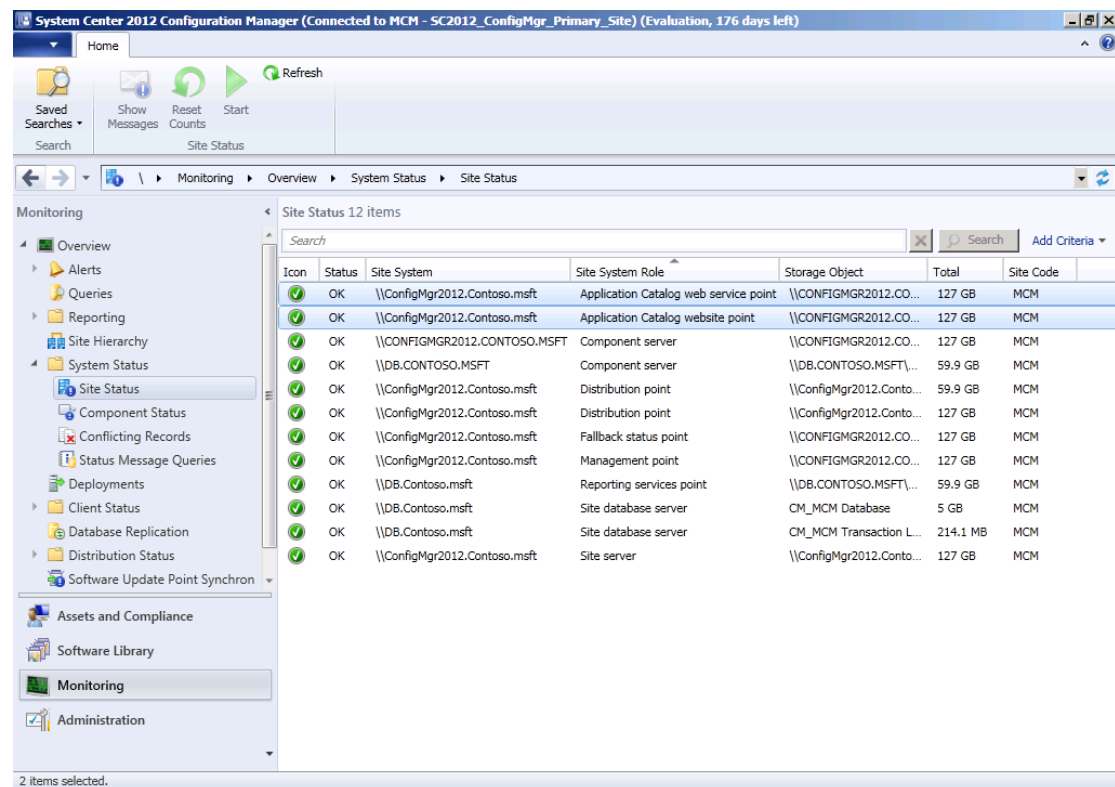 System Center 2012 Configuration Manager (Connected to MCM - SC2012_ConfigMgr_Primary_Site) (Evaluation, 176 days left)
Home
Saved Searches
Show Messages
Reset Counts
Start
Refresh
Search
Site Status
\ Monitoring Overview System Status Site Status
Monitoring
Overview
Alerts
Queries
Reporting
Site Hierarchy
System Status
Site Status
Component Status
Conflicting Records
Status Message Queries
Deployments
Client Status
Database Replication
Distribution Status
Software Update Point Synchron
Assets and Compliance
Software Library
Monitoring
Administration
Site Status 12 items
Search Search Add Criteria
Icon Status Site System Site System Role Storage Object Total Site Code
OK \\ConfigMgr2012.Contoso.msft Application Catalog web service point \\CONFIGMGR2012.CO... 127 GB MCM
OK \\ConfigMgr2012.Contoso.msft Application Catalog website point \\CONFIGMGR2012.CO... 127 GB MCM
OK \\CONFIGMGR2012.CONTOSO.MSFT Component server \\CONFIGMGR2012.CO... 127 GB MCM
OK \\DB.CONTOSO.MSFT Component server \\DB.CONTOSO.MSFT\... 59.9 GB MCM
OK \\ConfigMgr2012.Contoso.msft Distribution point \\ConfigMgr2012.Conto... 59.9 GB MCM
OK \\ConfigMgr2012.Contoso.msft Distribution point \\ConfigMgr2012.Conto... 127 GB MCM
OK \\ConfigMgr2012.Contoso.msft Fallback status point \\CONFIGMGR2012.CO... 127 GB MCM
OK \\ConfigMgr2012.Contoso.msft Management point \\CONFIGMGR2012.CO... 127 GB MCM
OK \\DB.Contoso.msft Reporting services point \\DB.CONTOSO.MSFT\... 59.9 GB MCM
OK \\DB.Contoso.msft Site database server CM_MCM Database 5 GB MCM
OK \\DB.Contoso.msft Site database server CM_MCM Transaction L... 214.1 MB MCM
OK \\ConfigMgr2012.Contoso.msft Site server \\ConfigMgr2012.Conto... 127 GB MCM
2 items selected.